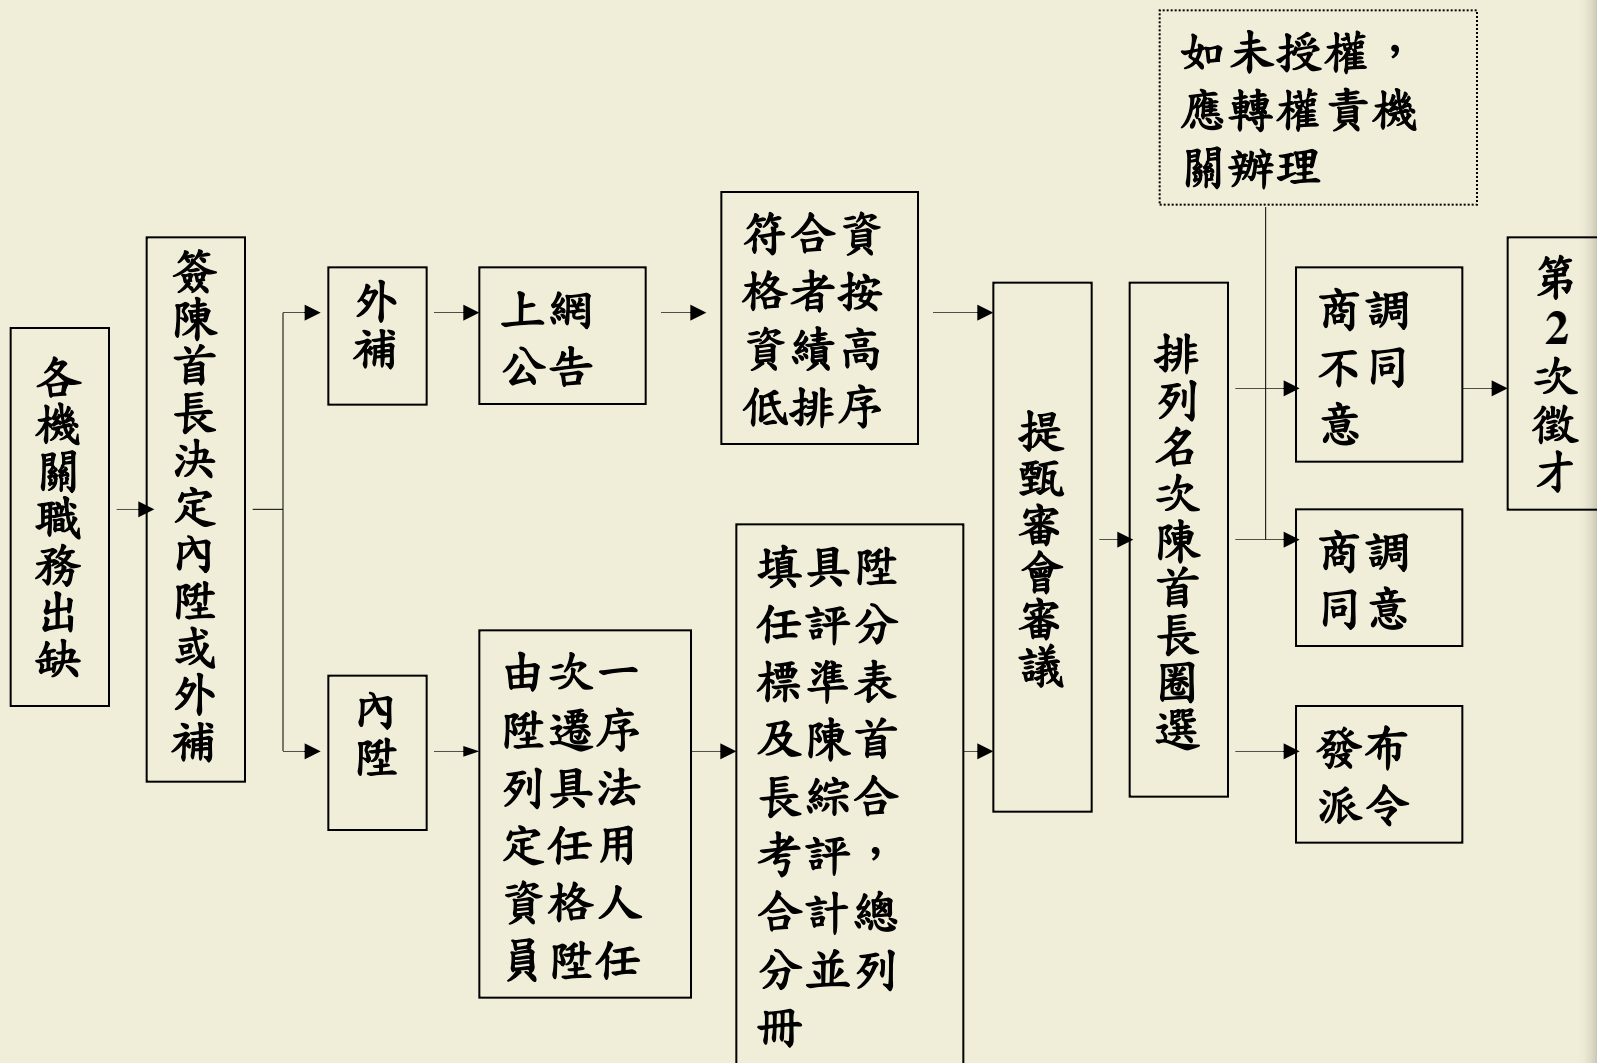 各機關職務出缺
簽陳首長決定內陞或外補
外補
上網
公告
符合資
格者按
資績高
低排序
內陞
由次一
陞遷序
列具法
定任用
資格人
員陞任
填具陞
任評分
標準表
及陳首
長綜合
考評，
合計總
分並列
冊
提甄審會審議
排列名次陳首長圈選
如未授權，
應轉權責機
關辦理
商調
不同
意
商調
同意
發布
派令
第2次徵才